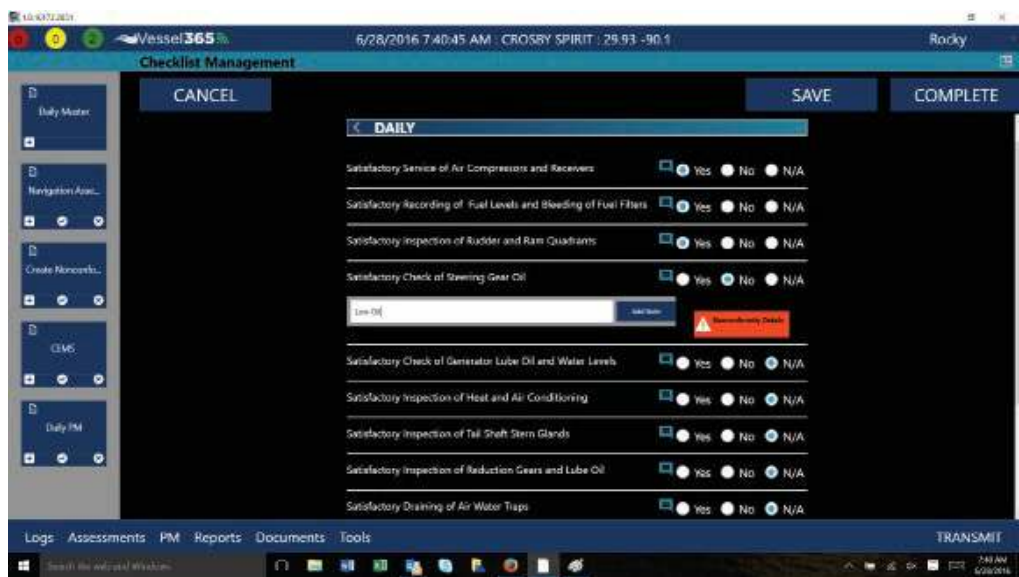 Vessel365
6/28/2016 7:40:45 AM : CROSBY SPIRIT : 29.93 -90.1
Rocky
Checklist Management
CANCEL
SAVE
COMPLETE
Daily Master
DAILY
Satisfactory Service of Air Compressors and Receivers
Yes No N/A
Navigation Asse...
Satisfactory Recording of Fuel Levels and Bleeding of Fuel Filters
Yes No N/A
Satisfactory Inspection of Rudder and Ram Quadrants
Yes No N/A
Create Nonconfo...
Satisfactory Check of Steering Gear Oil
Yes No N/A
Low Oil
Add Note
Nonconformity Details
CEMS
Satisfactory Check of Generator Lube Oil and Water Levels
Yes No N/A
Satisfactory Inspection of Heat and Air Conditioning
Yes No N/A
Daily PM
Satisfactory Inspection of Tail Shaft Stern Glands
Yes No N/A
Satisfactory Inspection of Reduction Gears and Lube Oil
Yes No N/A
Satisfactory Draining of Air Water Traps
Yes No N/A
Logs Assessments PM Reports Documents Tools
TRANSMIT
Search the web and Windows
7:40 AM
6/28/2016